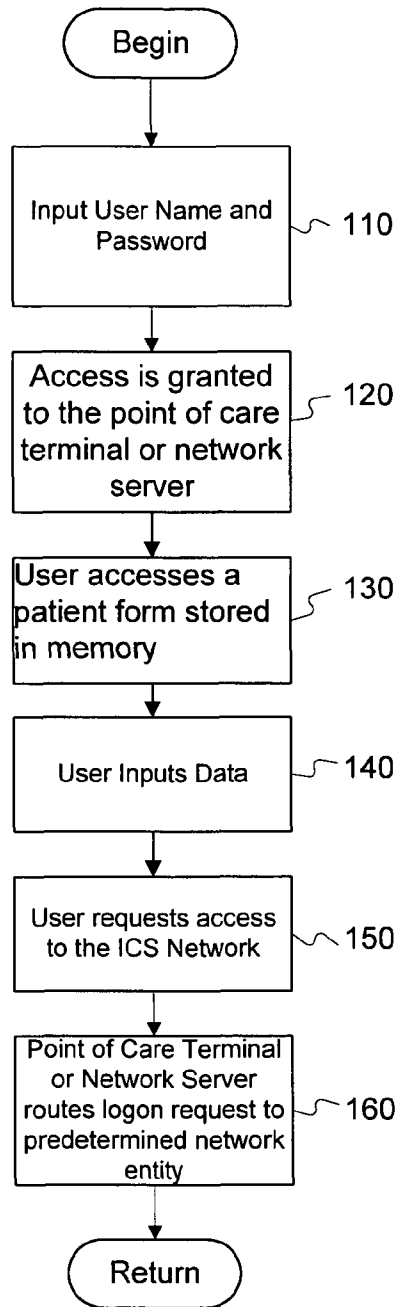 Begin
Input User Name and
Password
110
Access is granted
to the point of care
terminal or network
server
120
User accesses a
patient form stored
in memory
130
User Inputs Data
140
User requests access
to the ICS Network
150
Point of Care Terminal
or Network Server
routes logon request to
predetermined network
entity
160
Return